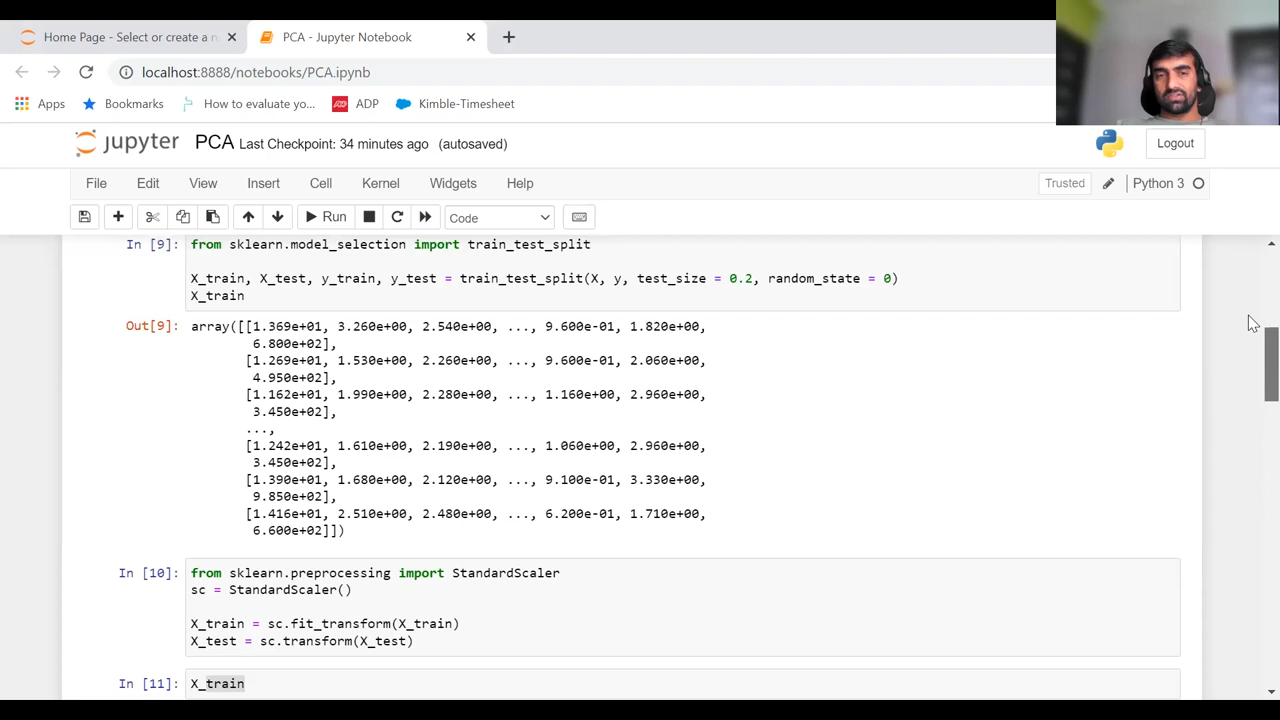 Home Page - Select or create a n
PCA - Jupyter Notebook
localhost:8888/notebooks/PCA.ipynb
Apps
Bookmarks
How to evaluate yo...
ADP
ADP
Kimble-Timesheet
jupyter
PCA
Last Checkpoint: 34 minutes ago (autosaved)
Logout
File Edit View Insert Cell Kernel Widgets Help
Trusted
Python 3
Run
Code
In [9]: from sklearn.model_selection import train_test_split
X_train, X_test, y_train, y_test = train_test_split(X, y, test_size = 0.2, random_state = 0)
X_train
Out[9]: array([[1.369e+01, 3.260e+00, 2.540e+00, ..., 9.600e-01, 1.820e+00,
6.800e+02],
[1.269e+01, 1.530e+00, 2.260e+00, ..., 9.600e-01, 2.060e+00,
4.950e+02],
[1.162e+01, 1.990e+00, 2.280e+00, ..., 1.160e+00, 2.960e+00,
3.450e+02],
...,
[1.242e+01, 1.610e+00, 2.190e+00, ..., 1.060e+00, 2.960e+00,
3.450e+02],
[1.390e+01, 1.680e+00, 2.120e+00, ..., 9.100e-01, 3.330e+00,
9.850e+02],
[1.416e+01, 2.510e+00, 2.480e+00, ..., 6.200e-01, 1.710e+00,
6.600e+02]])
In [10]: from sklearn.preprocessing import StandardScaler
sc = StandardScaler()
X_train = sc.fit_transform(X_train)
X_test = sc.transform(X_test)
In [11]: X_train